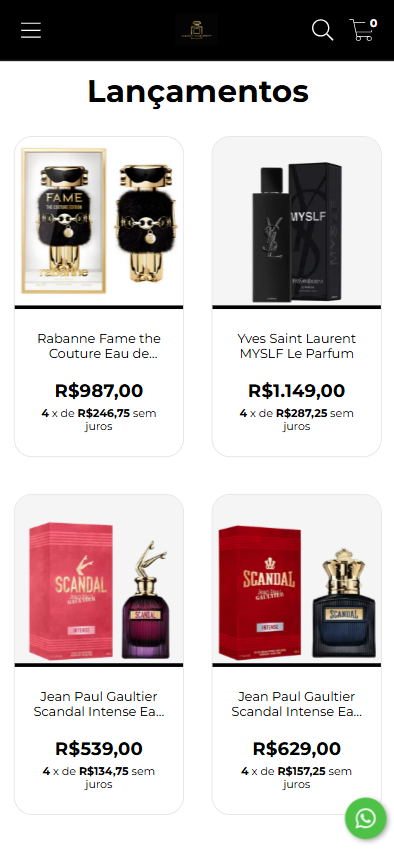 0
Lançamentos
FAME
THE COUTURE EDITION
rabanne
MYSLF
MYSLF
YVES SAINT LAURENT
Rabanne Fame the
Couture Eau de...
R$987,00
4 x de R$246,75 sem
juros
Yves Saint Laurent
MYSLF Le Parfum
R$1.149,00
4 x de R$287,25 sem
juros
SCANDAL
Jean Paul
GAULTIER
INTENSE
SCANDAL
SCANDAL
Jean Paul
GAULTIER
INTENSE
SCANDAL
Jean Paul Gaultier
Scandal Intense Ea...
R$539,00
4 x de R$134,75 sem
juros
Jean Paul Gaultier
Scandal Intense Ea...
R$629,00
4 x de R$157,25 sem
juros